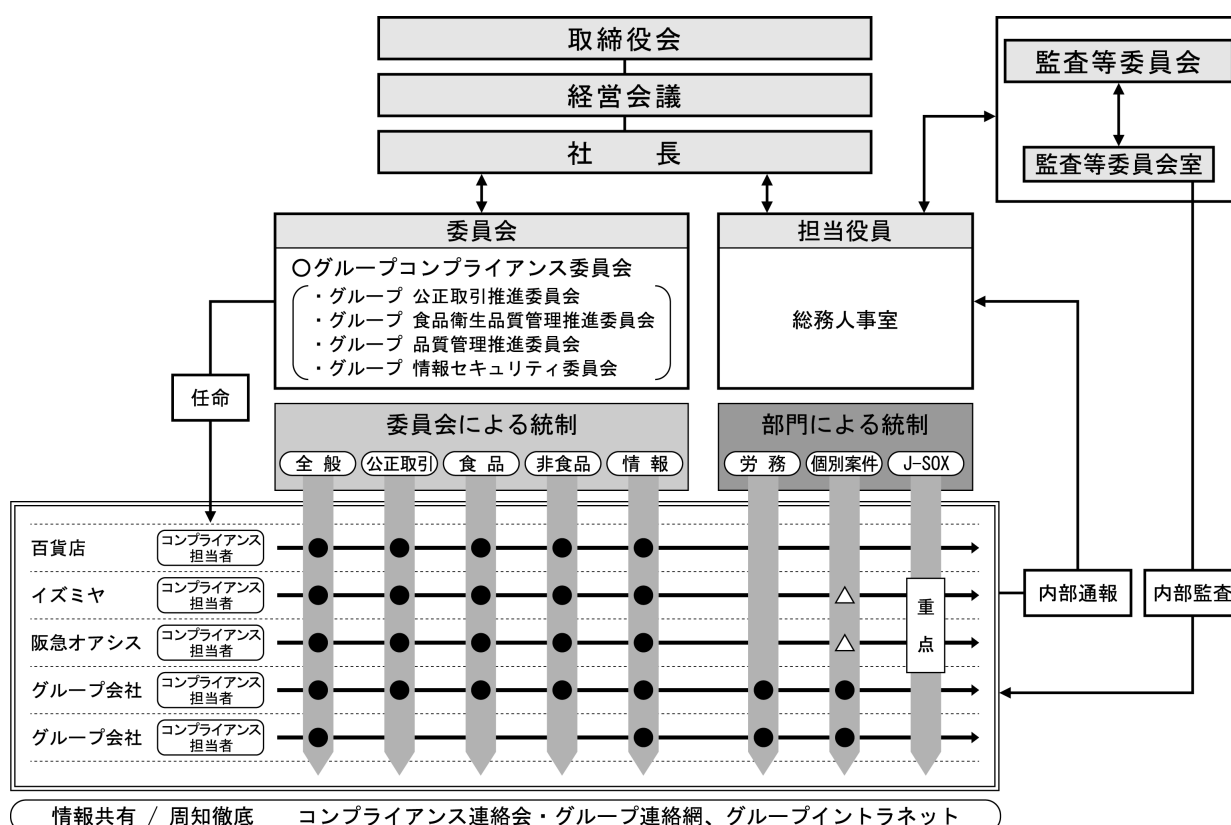 取締役会
経営会議
社 長
監査等委員会
監査等委員会室
委員会
○グループコンプライアンス委員会
・グループ 公正取引推進委員会
・グループ 食品衛生品質管理推進委員会
・グループ 品質管理推進委員会
・グループ 情報セキュリティ委員会
担当役員
総務人事室
任命
委員会による統制
全 般 公正取引 食 品 非食品 情 報
部門による統制
労 務 個別案件 J-SOX
百貨店 コンプライアンス
担当者
イズミヤ コンプライアンス
担当者
阪急オアシス コンプライアンス
担当者
グループ会社 コンプライアンス
担当者
グループ会社 コンプライアンス
担当者
重
点
内部通報
内部監査
情報共有 / 周知徹底 コンプライアンス連絡会・グループ連絡網、グループイントラネット